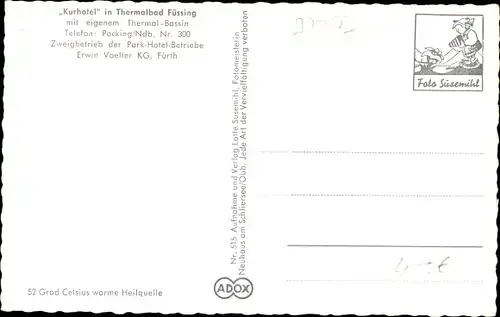 „Kurhotel" in Thermalbad Füssing
mit eigenem Thermal-Bassin
Telefon: Pocking/Ndb. Nr. 300
Zweigbetrieb der Park-Hotel-Betriebe
Erwin Voelter KG, Fürth
Foto Susemihl
Nr. 515 Aufnahme und Verlag Lotte Susemihl, Fotomeisterin
Neuhaus am Schliersee/Obb. Jede Art der Vervielfältigung verboten
52 Grad Celsius warme Heilquelle
ADOX